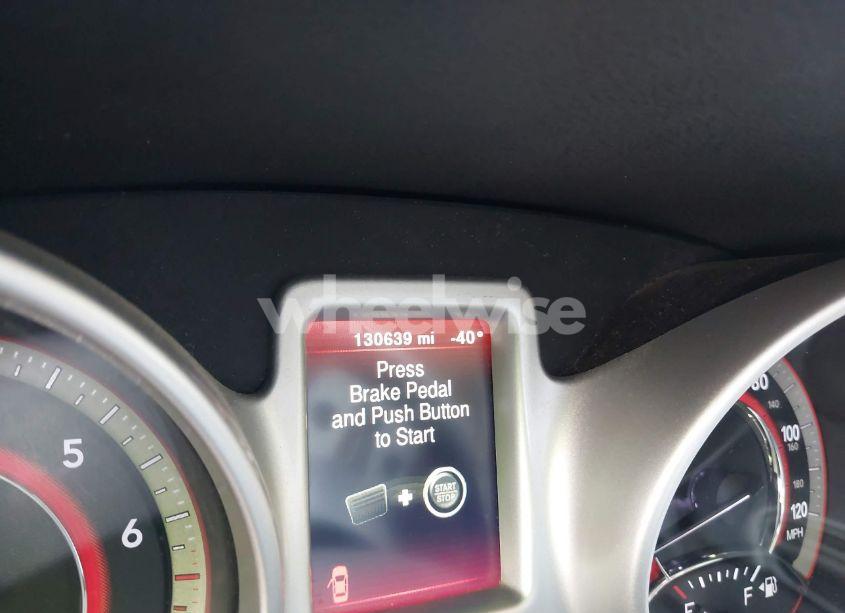 wheelwise
130639 mi -40°
Press
Brake Pedal
and Push Button
to Start
START
STOP
5
6
80
140
100
160
180
120
MPH
E F